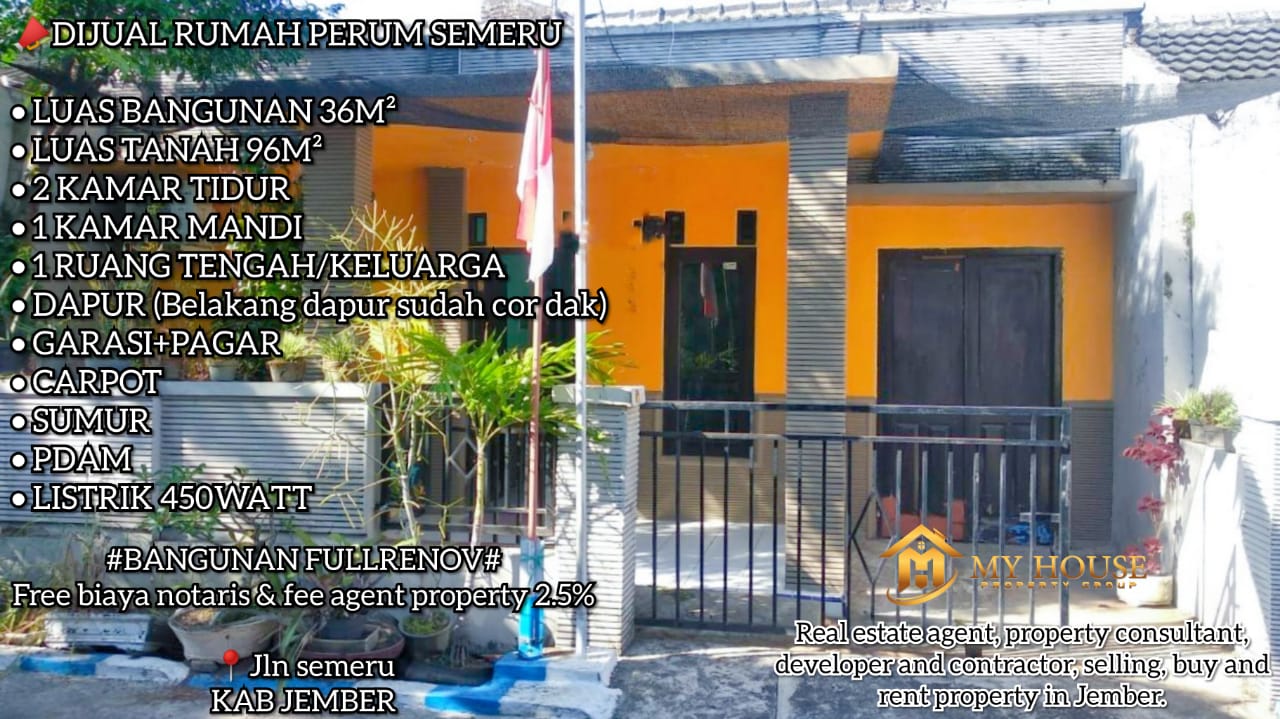 DIJUAL RUMAH PERUM SEMERU
• LUAS BANGUNAN 36M²
• LUAS TANAH 96M²
• 2 KAMAR TIDUR
• 1 KAMAR MANDI
• 1 RUANG TENGAH/KELUARGA
• DAPUR (Belakang dapur sudah cor dak)
• GARASI+PAGAR
• CARPOT
• SUMUR
• PDAM
• LISTRIK 450WATT
#BANGUNAN FULLRENOV#
Free biaya notaris & fee agent property 2.5%
Jln semeru
KAB JEMBER
MY HOUSE
PROPERTY GROUP
Real estate agent, property consultant,
developer and contractor, selling, buy and
rent property in Jember.